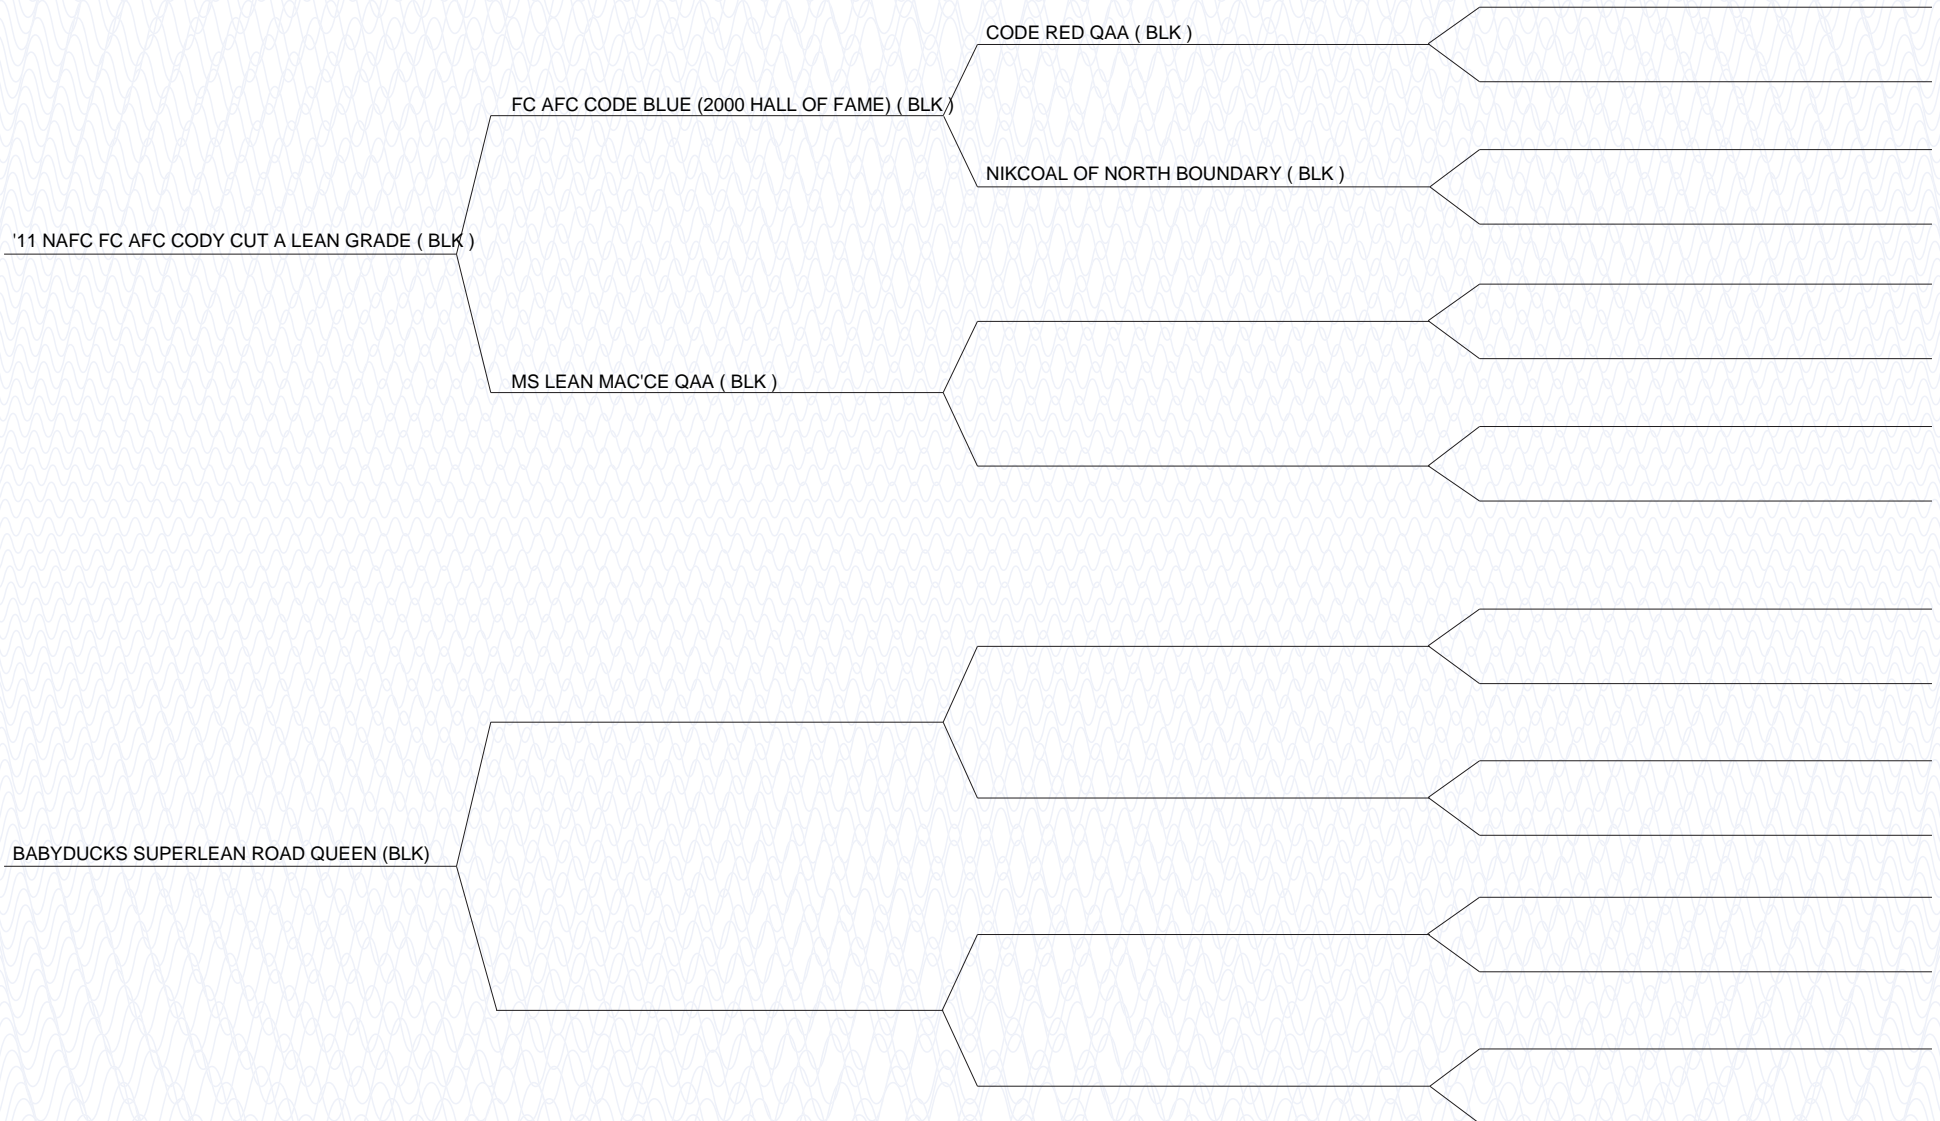 CODE RED QAA ( BLK )
FC AFC CODE BLUE (2000 HALL OF FAME) ( BLK )
NIKCOAL OF NORTH BOUNDARY ( BLK )
'11 NAFC FC AFC CODY CUT A LEAN GRADE ( BLK )
MS LEAN MAC'CE QAA ( BLK )
BABYDUCKS SUPERLEAN ROAD QUEEN (BLK)